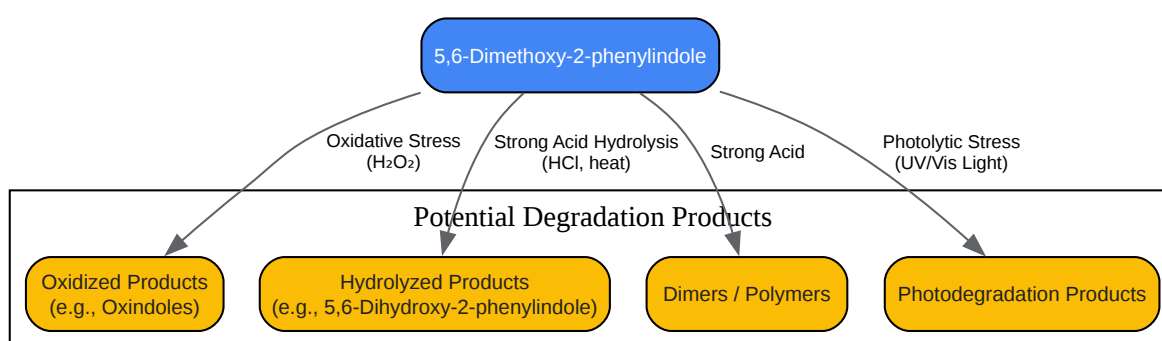 5,6-Dimethoxy-2-phenylindole
Oxidative Stress
(H₂O₂)
Strong Acid Hydrolysis
(HCl, heat)
Strong Acid
Photolytic Stress
(UV/Vis Light)
Potential Degradation Products
Oxidized Products
(e.g., Oxindoles)
Hydrolyzed Products
(e.g., 5,6-Dihydroxy-2-phenylindole)
Dimers / Polymers
Photodegradation Products